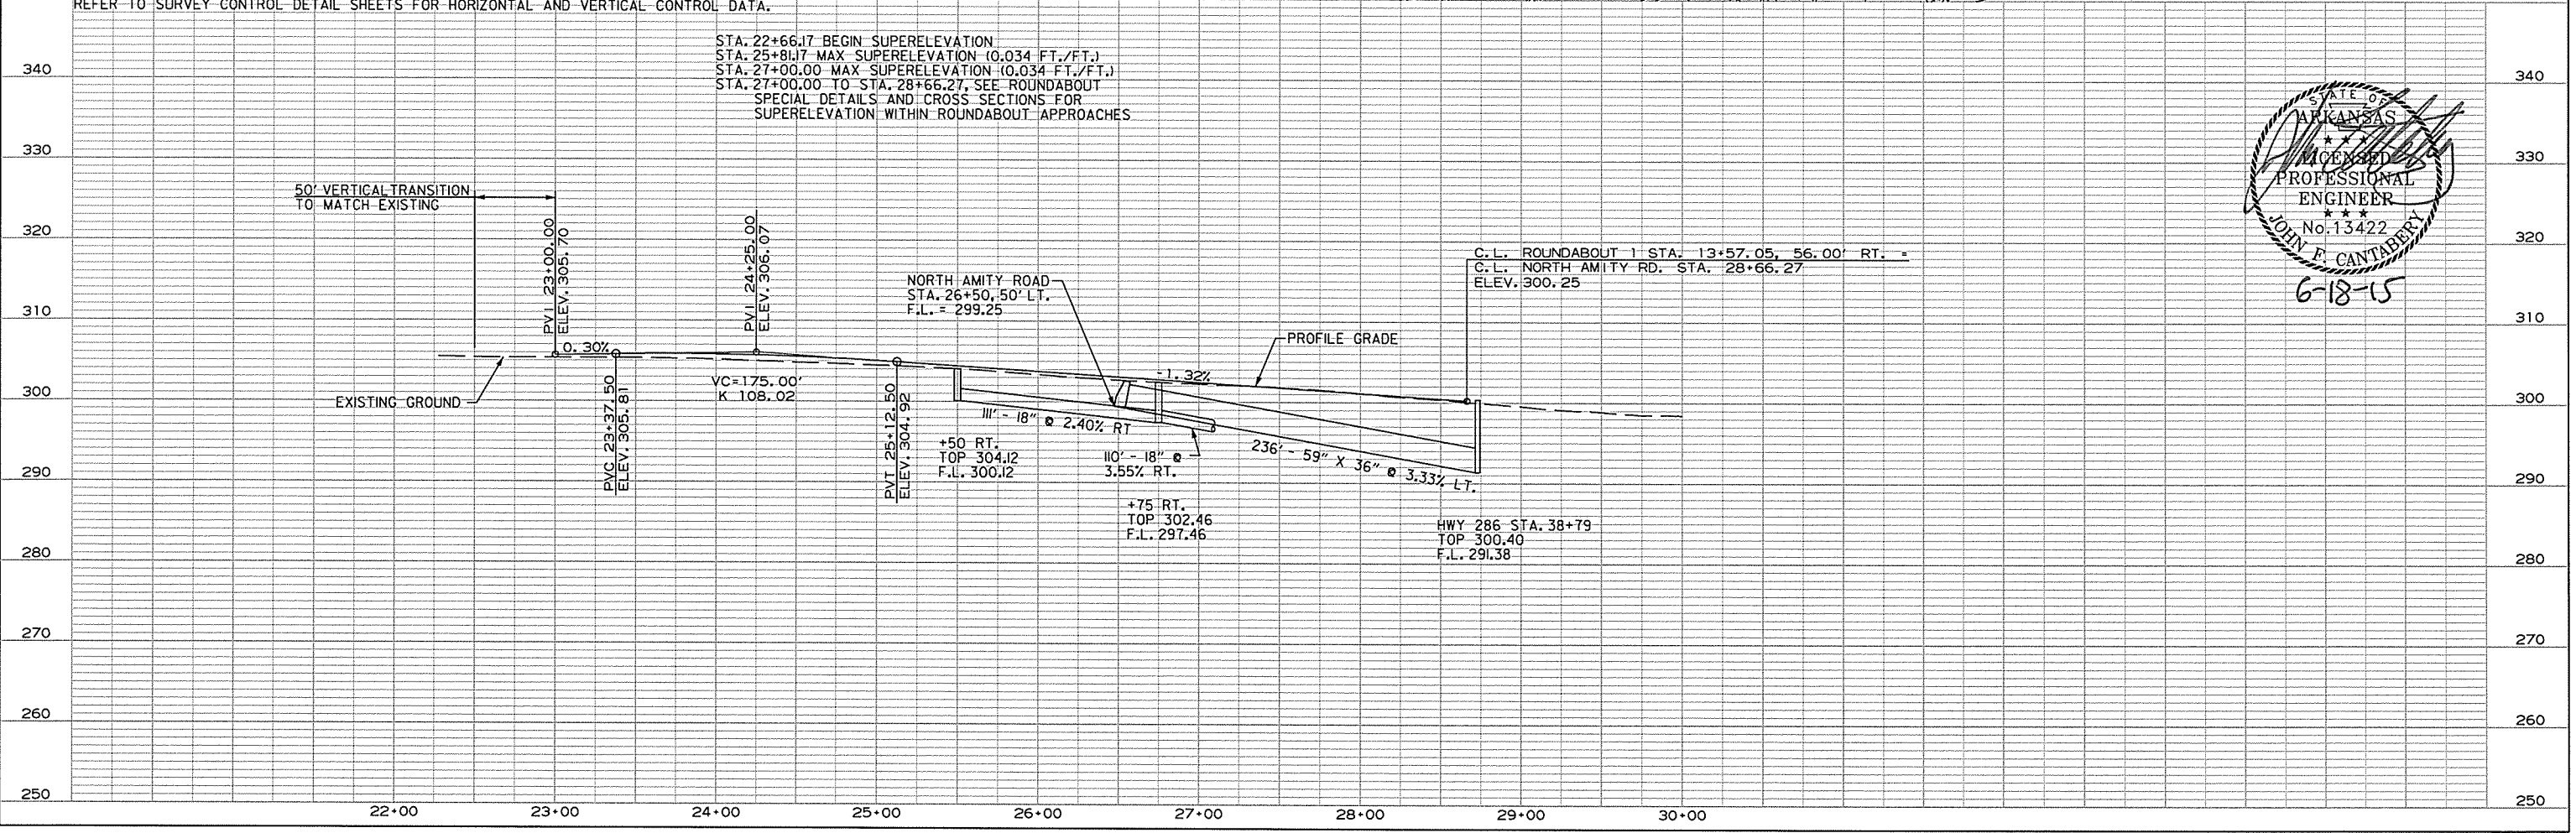 REFER TO SURVEY CONTROL DETAIL SHEETS FOR HORIZONTAL AND VERTICAL CONTROL DATA.
STA. 22+66.17 BEGIN SUPERELEVATION
STA. 25+81.17 MAX SUPERELEVATION (0.034 FT./FT.)
STA. 27+00.00 MAX SUPERELEVATION (0.034 FT./FT.)
STA. 27+00.00 TO STA. 28+66.27, SEE ROUNDABOUT
SPECIAL DETAILS AND CROSS SECTIONS FOR
SUPERELEVATION WITHIN ROUNDABOUT APPROACHES
340
340
STATE OF
ARKANSAS
★ ★ ★
LICENSED
PROFESSIONAL
ENGINEER
★ ★ ★
No. 13422
JOHN E. CANTABERY
6-18-15
330
330
50' VERTICAL TRANSITION
TO MATCH EXISTING
320
320
PVI 23+00.00
ELEV. 305.70
PVI 24+25.00
ELEV. 306.07
C.L. ROUNDABOUT 1 STA. 13+57.05, 56.00' RT. =
C.L. NORTH AMITY RD. STA. 28+66.27
ELEV. 300.25
NORTH AMITY ROAD
STA. 26+50, 50' LT.
F.L. = 299.25
310
310
PROFILE GRADE
0.30%
-1.32%
VC=175.00'
K 108.02
300
300
EXISTING GROUND
PVC 23+37.50
ELEV. 305.81
PVT 25+12.50
ELEV. 304.92
111' - 18" @ 2.40% RT
+50 RT.
TOP 304.12
F.L. 300.12
110' - 18" @
3.55% RT.
236' - 59" X 36" @ 3.33% LT.
290
290
+75 RT.
TOP 302.46
F.L. 297.46
HWY 286 STA. 38+79
TOP 300.40
F.L. 291.38
280
280
270
270
260
260
250
250
22+00 23+00 24+00 25+00 26+00 27+00 28+00 29+00 30+00